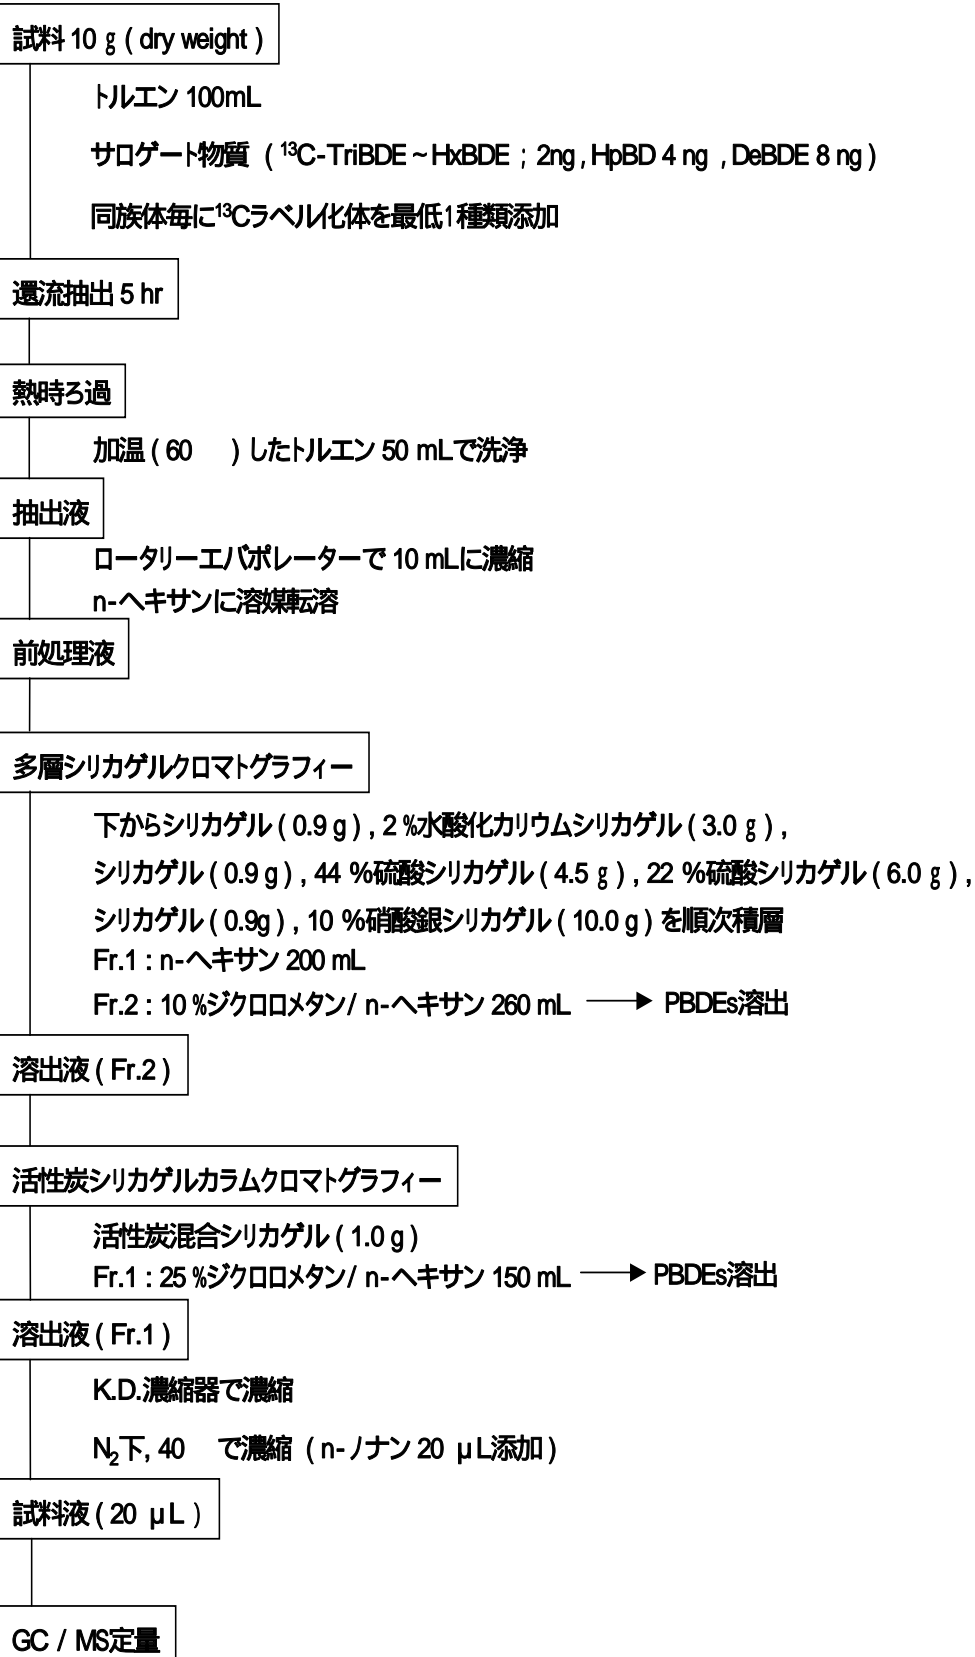 試料 10 g ( dry weight )
トルエン 100mL
サロゲート物質 ( ¹³C-TriBDE ~ HxBDE ; 2ng , HpBD 4 ng , DeBDE 8 ng )
同族体毎に¹³Cラベル化体を最低1種類添加
還流抽出 5 hr
熱時ろ過
加温 ( 60 ) したトルエン 50 mLで洗浄
抽出液
ロータリーエバポレーターで 10 mLに濃縮
n-ヘキサンに溶媒転溶
前処理液
多層シリカゲルクロマトグラフィー
下からシリカゲル ( 0.9 g ) , 2 %水酸化カリウムシリカゲル ( 3.0 g ) ,
シリカゲル ( 0.9 g ) , 44 %硫酸シリカゲル ( 4.5 g ) , 22 %硫酸シリカゲル ( 6.0 g ) ,
シリカゲル ( 0.9g ) , 10 %硝酸銀シリカゲル ( 10.0 g ) を順次積層
Fr.1 : n-ヘキサン 200 mL
Fr.2 : 10 %ジクロロメタン/ n-ヘキサン 260 mL → PBDEs溶出
溶出液 ( Fr.2 )
活性炭シリカゲルカラムクロマトグラフィー
活性炭混合シリカゲル ( 1.0 g )
Fr.1 : 25 %ジクロロメタン/ n-ヘキサン 150 mL → PBDEs溶出
溶出液 ( Fr.1 )
K.D.濃縮器で濃縮
N₂下, 40 で濃縮 ( n-ノナン 20 μL添加 )
試料液 ( 20 μL )
GC / MS定量